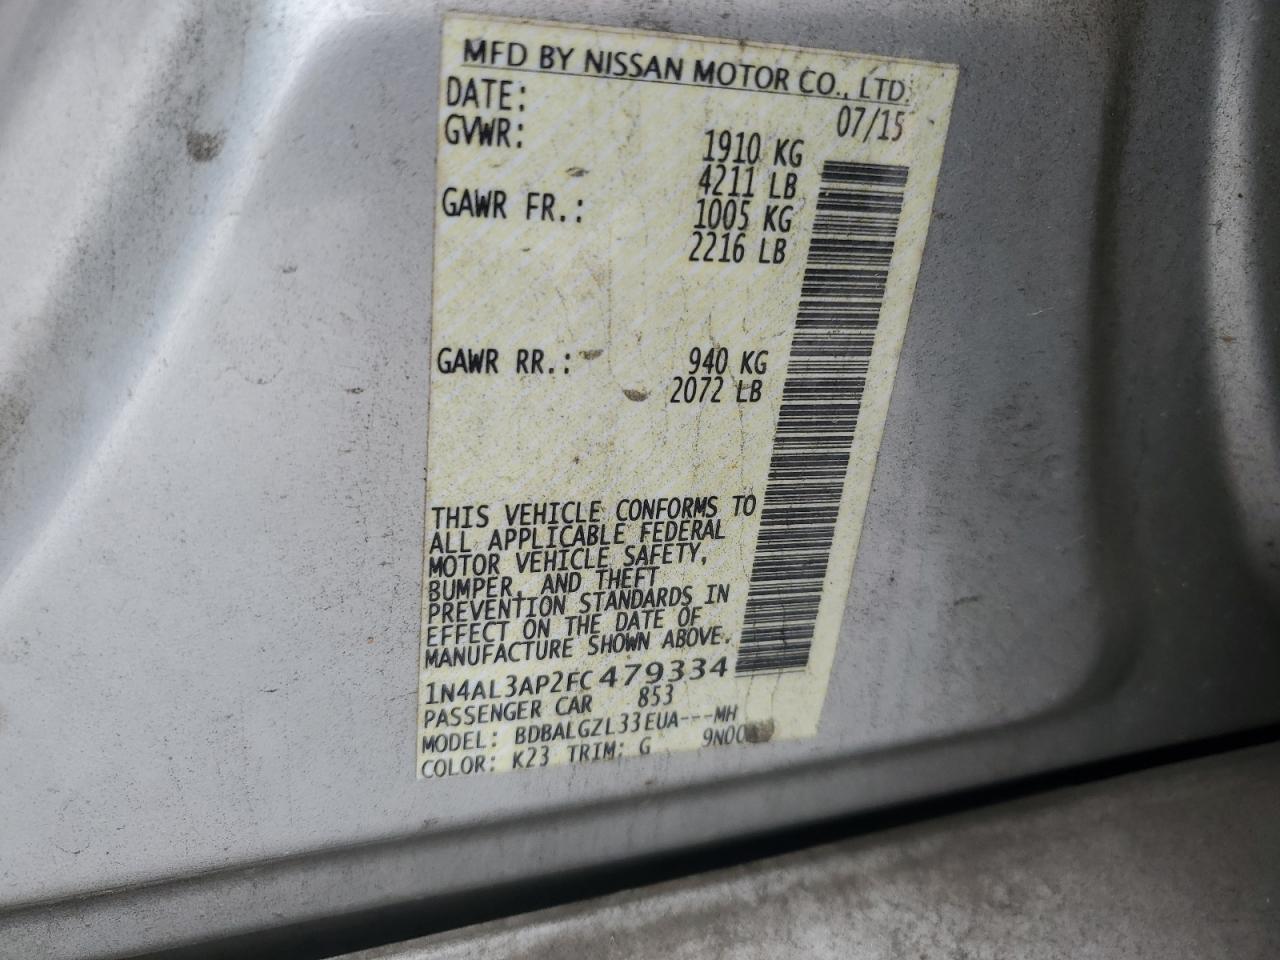 MFD BY NISSAN MOTOR CO., LTD.
DATE: 07/15
GVWR: 1910 KG
4211 LB
GAWR FR.: 1005 KG
2216 LB
GAWR RR.: 940 KG
2072 LB
THIS VEHICLE CONFORMS TO
ALL APPLICABLE FEDERAL
MOTOR VEHICLE SAFETY,
BUMPER, AND THEFT
PREVENTION STANDARDS IN
EFFECT ON THE DATE OF
MANUFACTURE SHOWN ABOVE.
1N4AL3AP2FC479334
PASSENGER CAR 853
MODEL: BDBALGZL33EUA---MH
COLOR: K23 TRIM: G